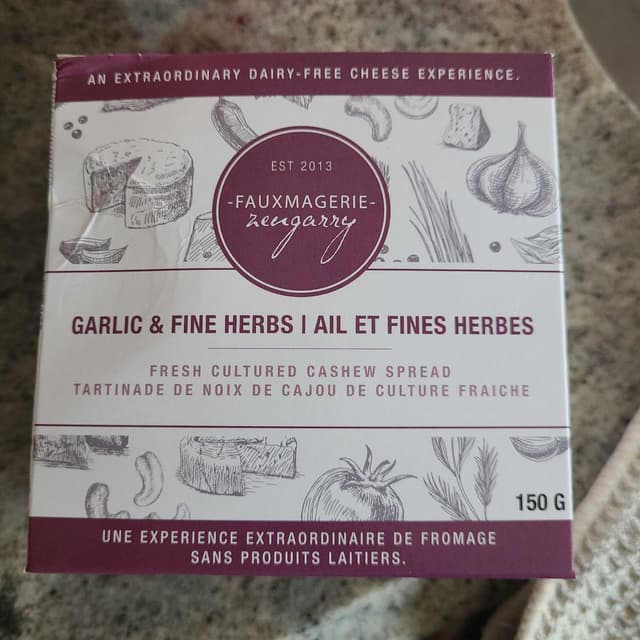 AN EXTRAORDINARY DAIRY-FREE CHEESE EXPERIENCE.
EST 2013
-FAUXMAGERIE-
zengarry
GARLIC & FINE HERBS | AIL ET FINES HERBES
FRESH CULTURED CASHEW SPREAD
TARTINADE DE NOIX DE CAJOU DE CULTURE FRAICHE
150 G
UNE EXPERIENCE EXTRAORDINAIRE DE FROMAGE
SANS PRODUITS LAITIERS.